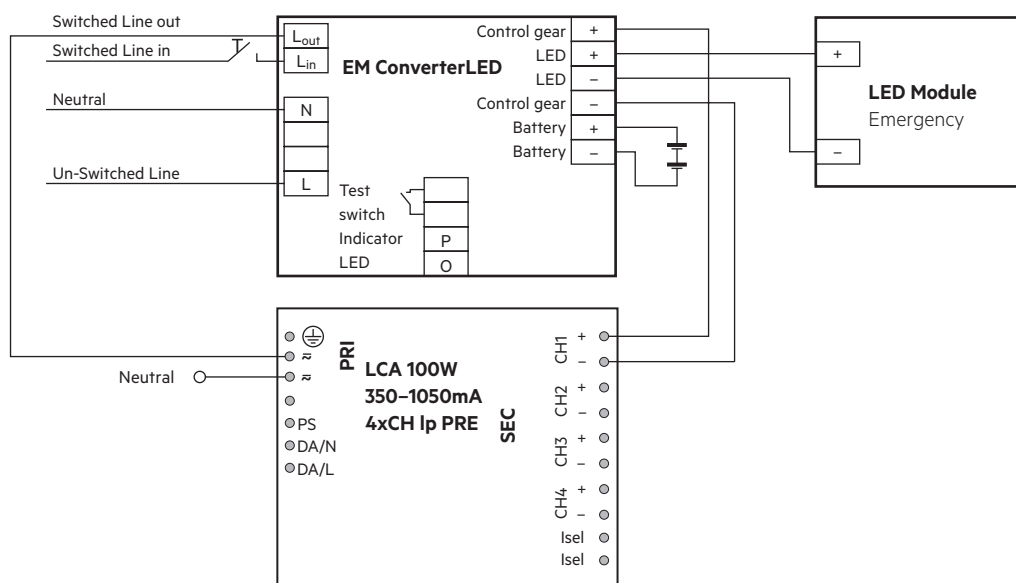 Switched Line out
Switched Line in
Neutral
Un-Switched Line
Lout
Lin
N
L
EM ConverterLED
Control gear +
LED +
LED –
Control gear –
Battery +
Battery –
Test
switch
Indicator P
LED O
+
–
LED Module
Emergency
Neutral
PRI
PS
DA/N
DA/L
LCA 100W
350–1050mA
4xCH lp PRE
SEC
CH1 +
–
CH2 +
–
CH3 +
–
CH4 +
–
Isel
Isel